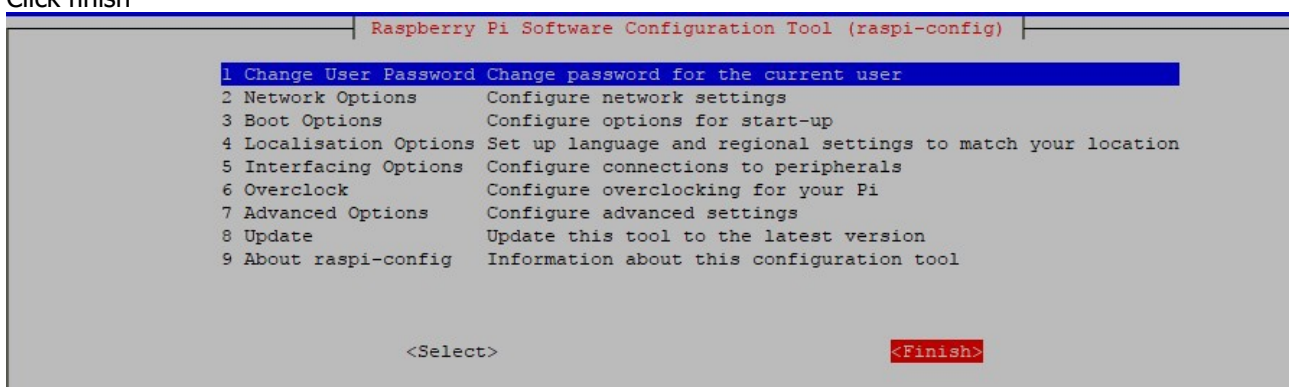 Click finish
Raspberry Pi Software Configuration Tool (raspi-config)
1 Change User Password Change password for the current user
2 Network Options Configure network settings
3 Boot Options Configure options for start-up
4 Localisation Options Set up language and regional settings to match your location
5 Interfacing Options Configure connections to peripherals
6 Overclock Configure overclocking for your Pi
7 Advanced Options Configure advanced settings
8 Update Update this tool to the latest version
9 About raspi-config Information about this configuration tool
<Select> <Finish>